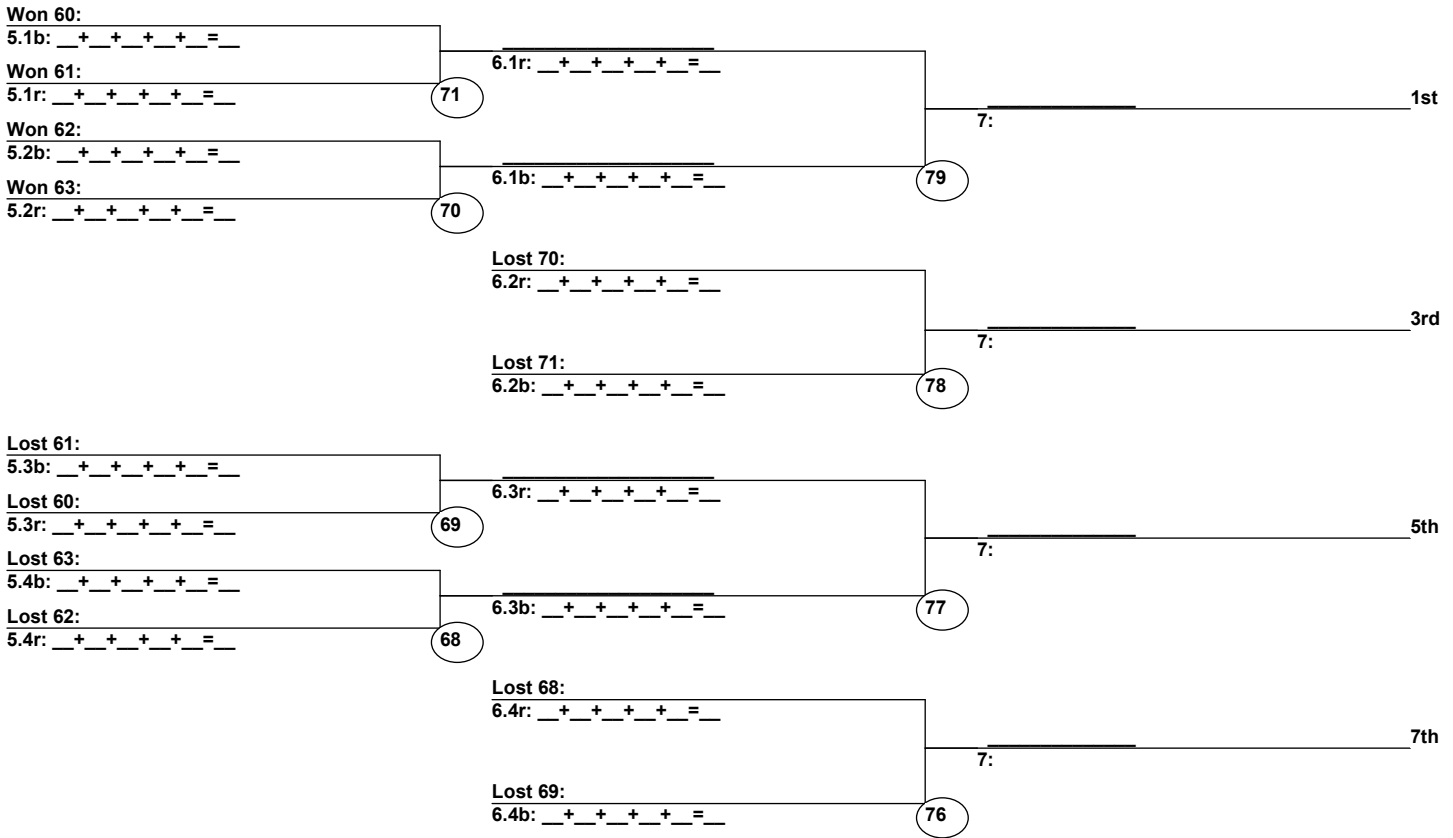 Won 60:
5.1b: __+__+__+__+__=__
Won 61:
5.1r: __+__+__+__+__=__
71
Won 62:
5.2b: __+__+__+__+__=__
Won 63:
5.2r: __+__+__+__+__=__
70
6.1r: __+__+__+__+__=__
6.1b: __+__+__+__+__=__
79
7:
1st
Lost 70:
6.2r: __+__+__+__+__=__
Lost 71:
6.2b: __+__+__+__+__=__
78
7:
3rd
Lost 61:
5.3b: __+__+__+__+__=__
Lost 60:
5.3r: __+__+__+__+__=__
69
Lost 63:
5.4b: __+__+__+__+__=__
Lost 62:
5.4r: __+__+__+__+__=__
68
6.3r: __+__+__+__+__=__
6.3b: __+__+__+__+__=__
77
7:
5th
Lost 68:
6.4r: __+__+__+__+__=__
Lost 69:
6.4b: __+__+__+__+__=__
76
7:
7th